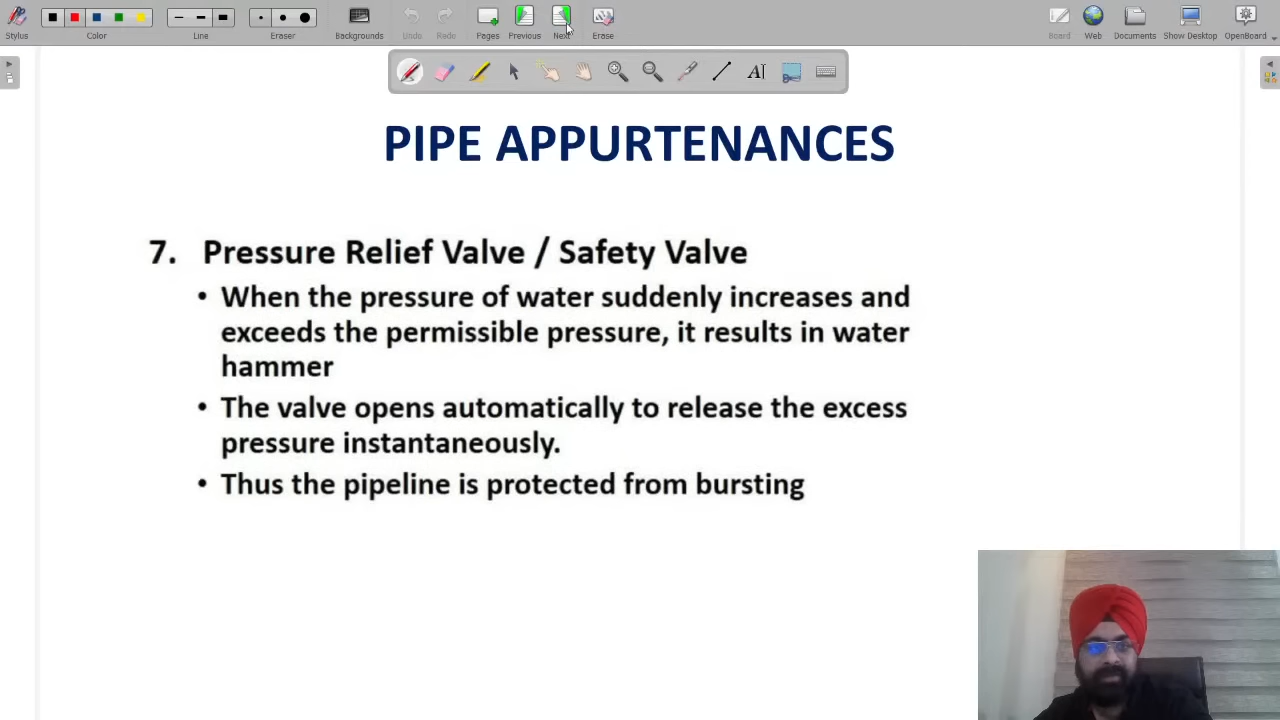 Stylus
Color
Line
Eraser
Backgrounds
Undo
Redo
Pages
Previous
Next
Erase
Board
Web
Documents
Show Desktop
OpenBoard
AI
PIPE APPURTENANCES
7. Pressure Relief Valve / Safety Valve
• When the pressure of water suddenly increases and
exceeds the permissible pressure, it results in water
hammer
• The valve opens automatically to release the excess
pressure instantaneously.
• Thus the pipeline is protected from bursting